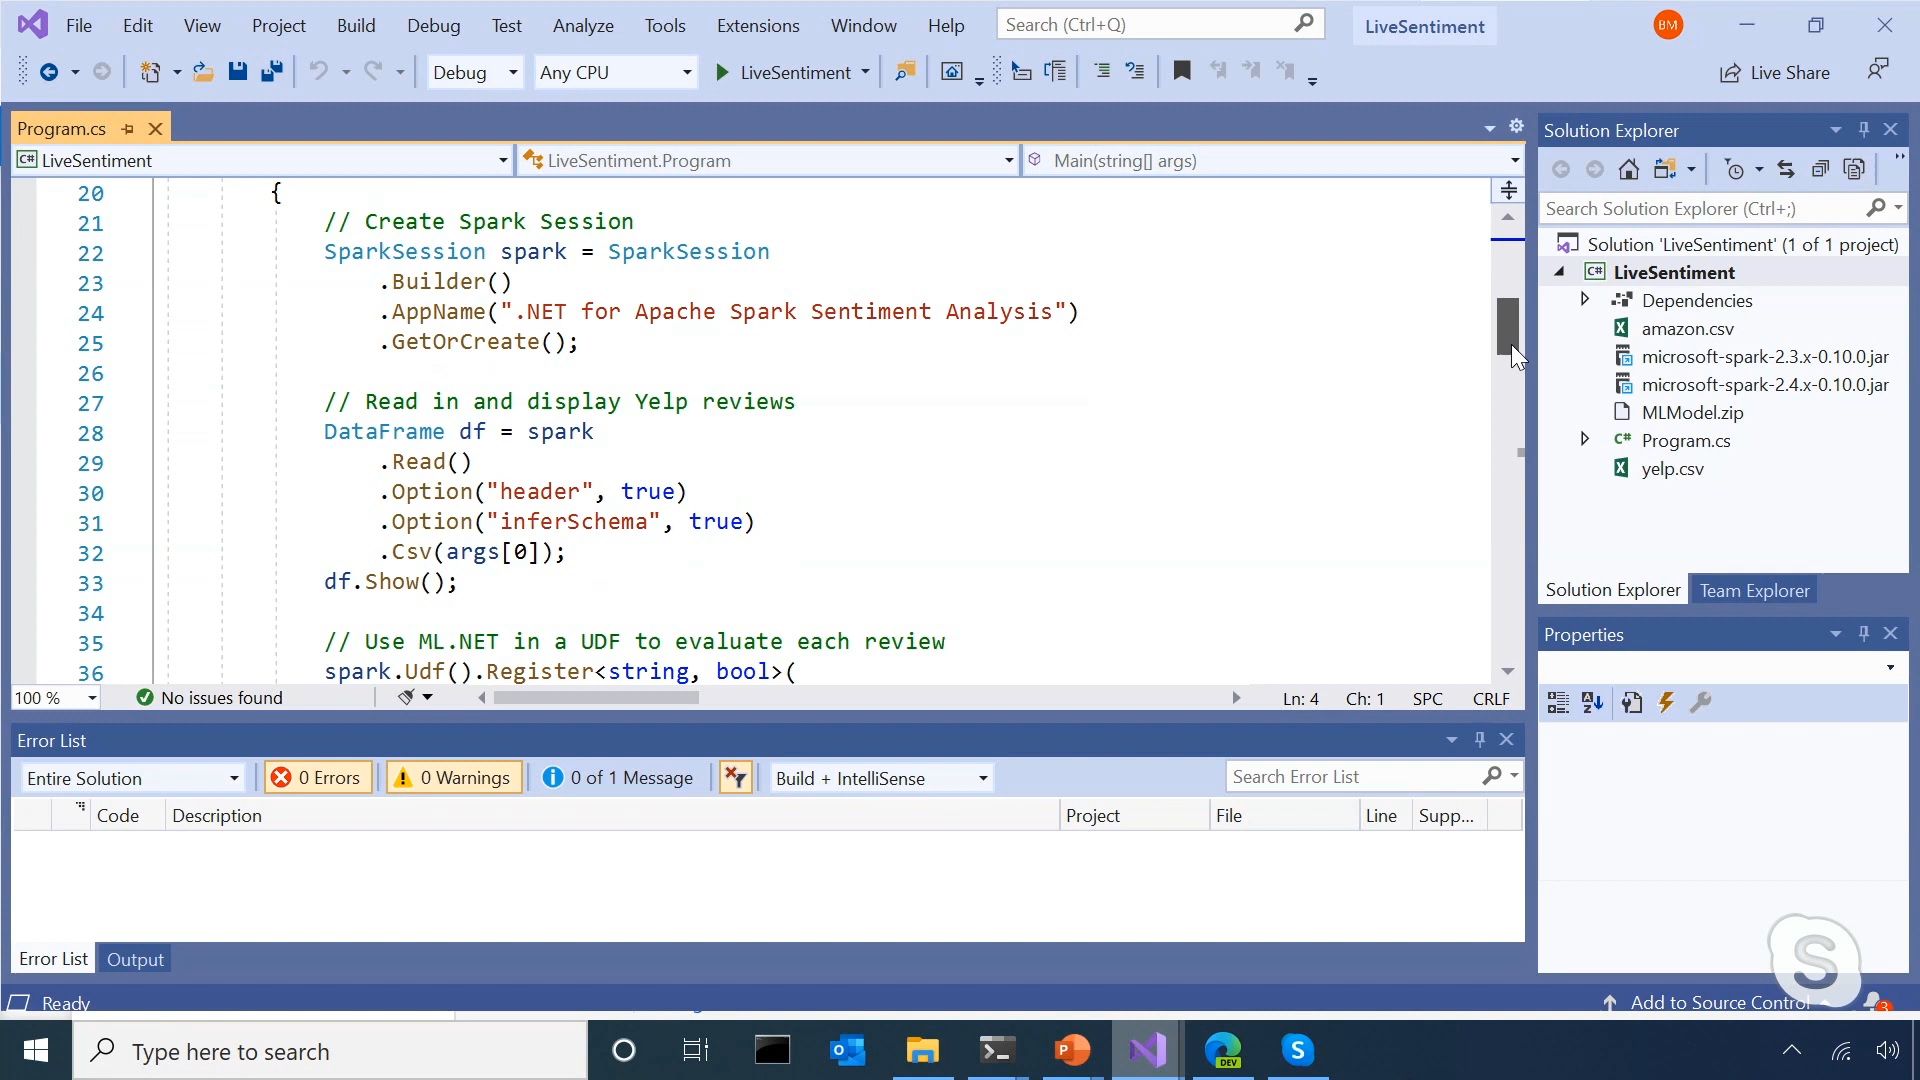 File Edit View Project Build Debug Test Analyze Tools Extensions Window Help Search (Ctrl+Q) LiveSentiment BM
Debug Any CPU LiveSentiment Live Share
Program.cs
C# LiveSentiment LiveSentiment.Program Main(string[] args)
20 {
21 // Create Spark Session
22 SparkSession spark = SparkSession
23 .Builder()
24 .AppName(".NET for Apache Spark Sentiment Analysis")
25 .GetOrCreate();
26
27 // Read in and display Yelp reviews
28 DataFrame df = spark
29 .Read()
30 .Option("header", true)
31 .Option("inferSchema", true)
32 .Csv(args[0]);
33 df.Show();
34
35 // Use ML.NET in a UDF to evaluate each review
36 spark.Udf().Register<string, bool>(
100 % No issues found Ln: 4 Ch: 1 SPC CRLF
Solution Explorer
Search Solution Explorer (Ctrl+;)
Solution 'LiveSentiment' (1 of 1 project)
C# LiveSentiment
Dependencies
amazon.csv
microsoft-spark-2.3.x-0.10.0.jar
microsoft-spark-2.4.x-0.10.0.jar
MLModel.zip
C# Program.cs
yelp.csv
Solution Explorer Team Explorer
Properties
Error List
Entire Solution 0 Errors 0 Warnings 0 of 1 Message Build + IntelliSense Search Error List
Code Description Project File Line Supp...
Error List Output
Ready Add to Source Control 3
Type here to search